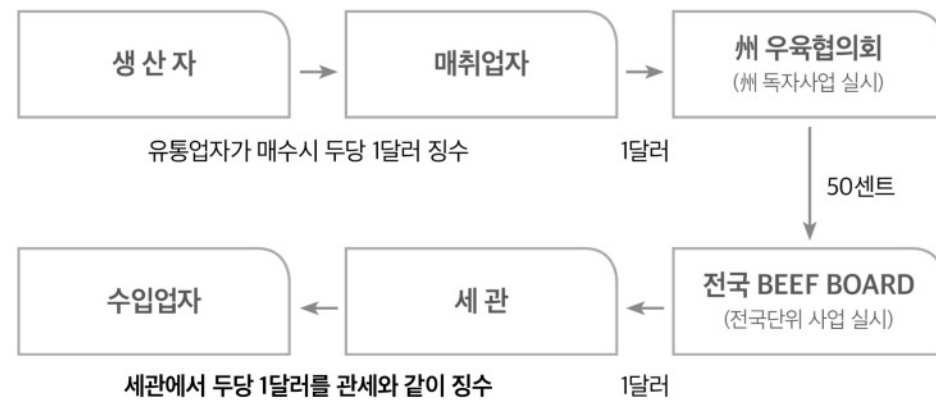 생 산 자
매취업자
州 우육협의회
(州 독자사업 실시)
유통업자가 매수시 두당 1달러 징수
1달러
50센트
수입업자
세 관
전국 BEEF BOARD
(전국단위 사업 실시)
세관에서 두당 1달러를 관세와 같이 징수
1달러